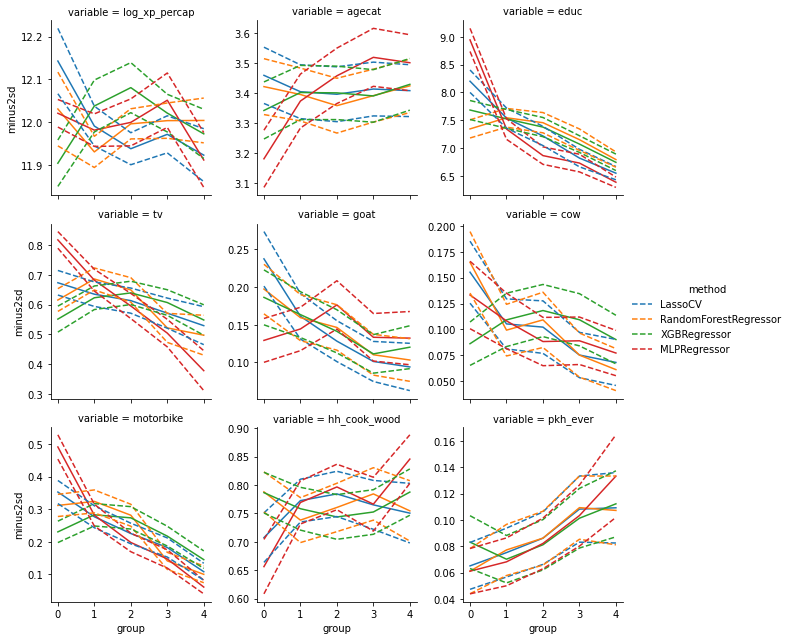 variable = log_xp_percap
variable = agecat
variable = educ
minus2sd
12.2
12.1
12.0
11.9
3.6
3.5
3.4
3.3
3.2
3.1
9.0
8.5
8.0
7.5
7.0
6.5
variable = tv
variable = goat
variable = cow
minus2sd
0.8
0.7
0.6
0.5
0.4
0.3
0.25
0.20
0.15
0.10
0.200
0.175
0.150
0.125
0.100
0.075
0.050
method
LassoCV
RandomForestRegressor
XGBRegressor
MLPRegressor
variable = motorbike
variable = hh_cook_wood
variable = pkh_ever
minus2sd
0.5
0.4
0.3
0.2
0.1
0.90
0.85
0.80
0.75
0.70
0.65
0.60
0.16
0.14
0.12
0.10
0.08
0.06
0.04
0 1 2 3 4
0 1 2 3 4
0 1 2 3 4
group
group
group